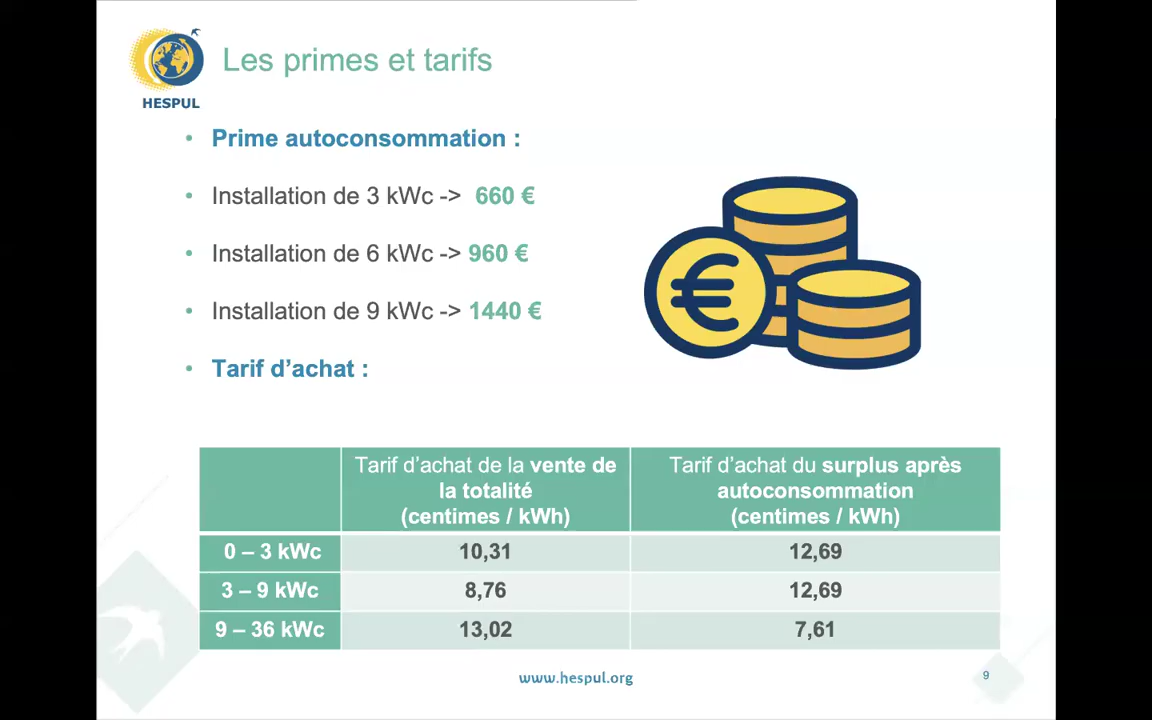 Les primes et tarifs
HESPUL
• Prime autoconsommation :
• Installation de 3 kWc -> 660 €
• Installation de 6 kWc -> 960 €
• Installation de 9 kWc -> 1440 €
• Tarif d’achat :
Tarif d’achat de la vente de
la totalité
(centimes / kWh)
Tarif d’achat du surplus après
autoconsommation
(centimes / kWh)
0 – 3 kWc 10,31 12,69
3 – 9 kWc 8,76 12,69
9 – 36 kWc 13,02 7,61
www.hespul.org
9